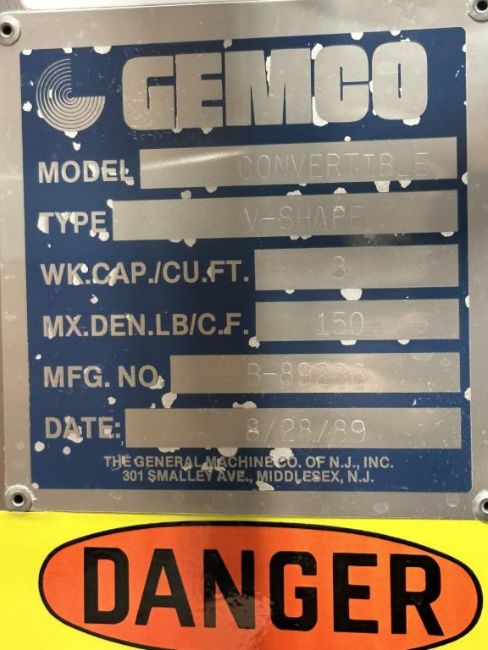 GEMCO
MODEL CONVERTIBLE
TYPE V-SHAPE
WK.CAP./CU.FT. 3
MX.DEN.LB/C.F. 150
MFG. NO. B-89236
DATE: 8/28/89
THE GENERAL MACHINE CO. OF N.J., INC.
301 SMALLEY AVE., MIDDLESEX, N.J.
DANGER